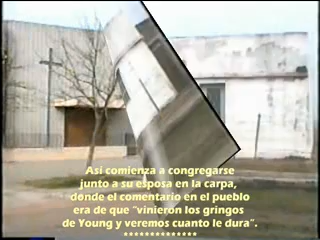 Así comienza a congregarse
junto a su esposa en la carpa,
donde el comentario en el pueblo
era de que "vinieron los gringos
de Young y veremos cuanto le dura".
**************